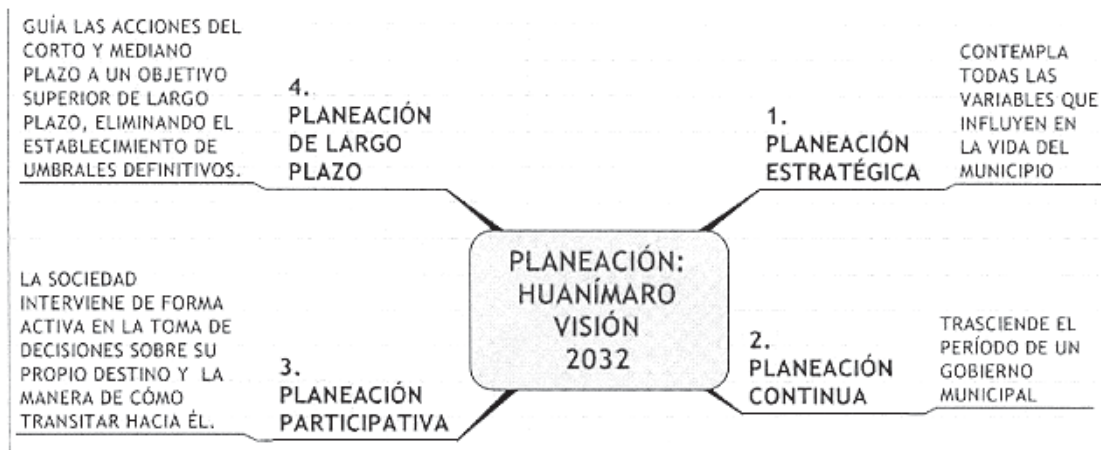 GUÍA LAS ACCIONES DEL
CORTO Y MEDIANO
PLAZO A UN OBJETIVO
SUPERIOR DE LARGO
PLAZO, ELIMINANDO EL
ESTABLECIMIENTO DE
UMBRALES DEFINITIVOS.
4.
PLANEACIÓN
DE LARGO
PLAZO
1.
PLANEACIÓN
ESTRATÉGICA
CONTEMPLA
TODAS LAS
VARIABLES QUE
INFLUYEN EN
LA VIDA DEL
MUNICIPIO
PLANEACIÓN:
HUANÍMARO
VISIÓN
2032
LA SOCIEDAD
INTERVIENE DE FORMA
ACTIVA EN LA TOMA DE
DECISIONES SOBRE SU
PROPIO DESTINO Y LA
MANERA DE CÓMO
TRANSITAR HACIA ÉL.
3.
PLANEACIÓN
PARTICIPATIVA
2.
PLANEACIÓN
CONTINUA
TRASCIENDE EL
PERÍODO DE UN
GOBIERNO
MUNICIPAL